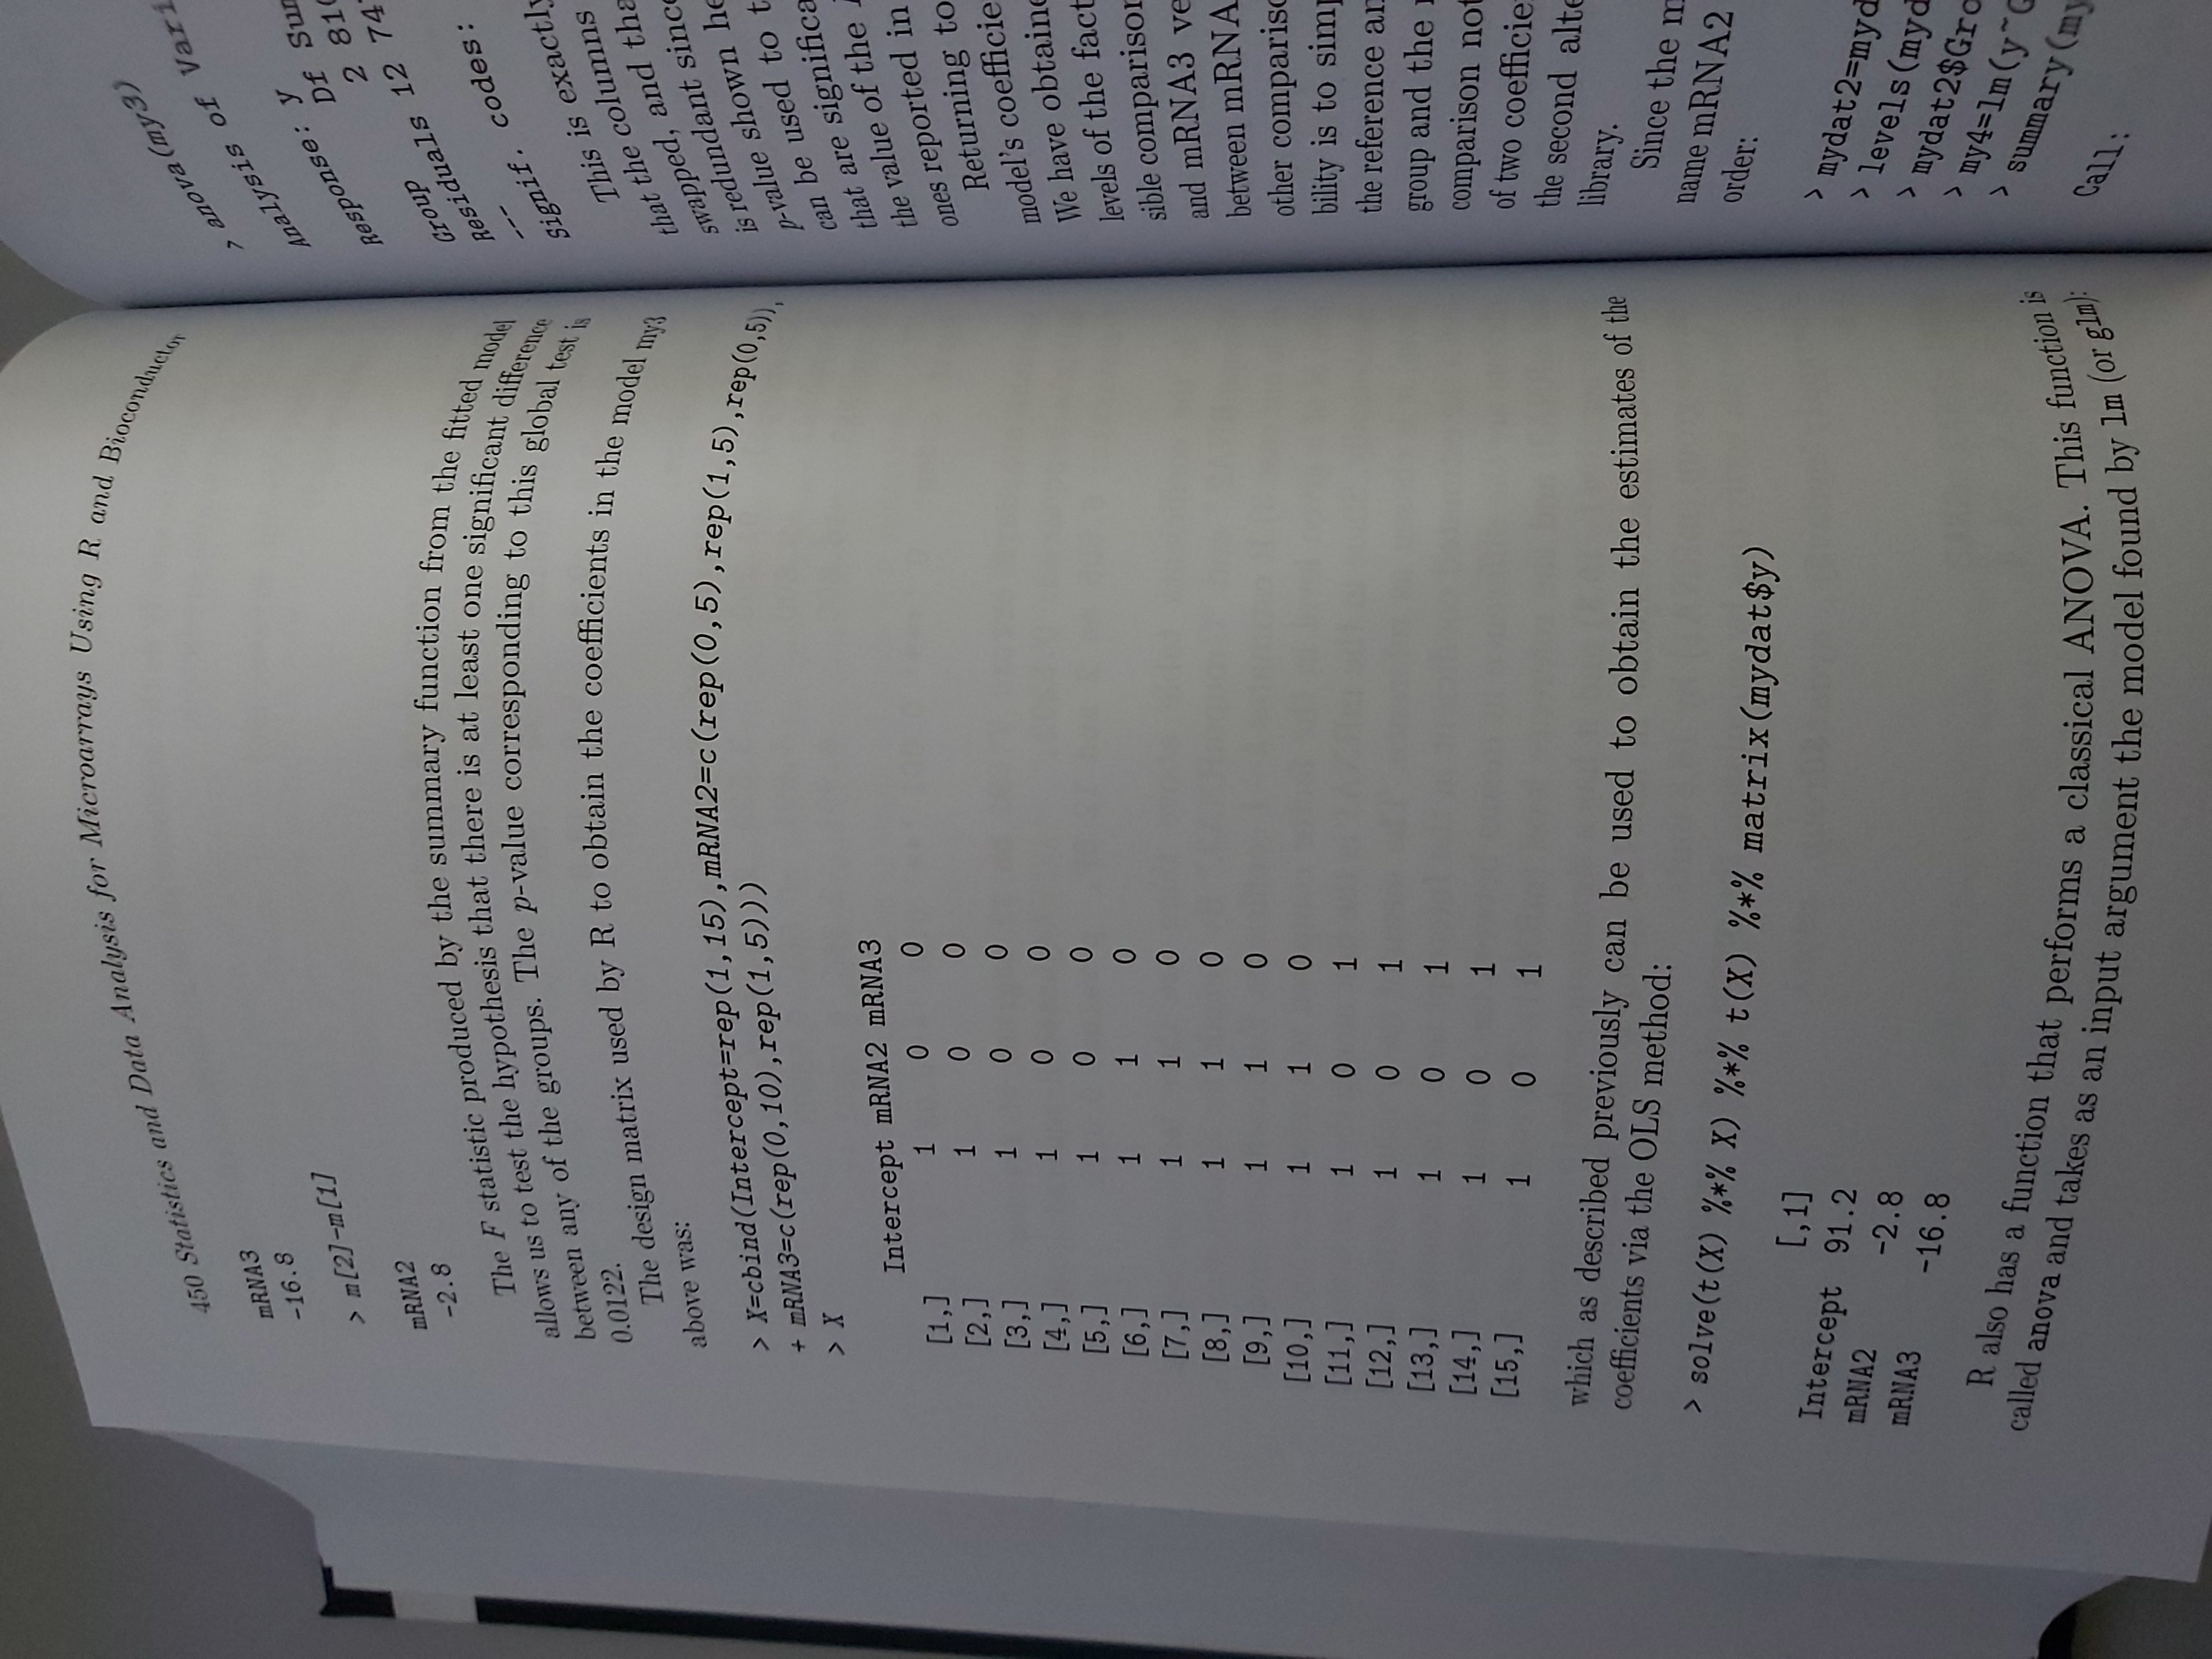 450 Statistics and Data Analysis for Microarrays Using R and Bioconductor
mRNA3
-16.8
> m[2]-m[1]
mRNA2
-2.8
The F statistic produced by the summary function from the fitted model
allows us to test the hypothesis that there is at least one significant difference
between any of the groups. The p-value corresponding to this global test is
0.0122.
The design matrix used by R to obtain the coefficients in the model my3
above was:
> X=cbind(Intercept=rep(1,15),mRNA2=c(rep(0,5),rep(1,5),rep(0,5)),
+ mRNA3=c(rep(0,10),rep(1,5)))
> X
Intercept mRNA2 mRNA3
[1,] 1 0 0
[2,] 1 0 0
[3,] 1 0 0
[4,] 1 0 0
[5,] 1 0 0
[6,] 1 1 0
[7,] 1 1 0
[8,] 1 1 0
[9,] 1 1 0
[10,] 1 1 0
[11,] 1 0 1
[12,] 1 0 1
[13,] 1 0 1
[14,] 1 0 1
[15,] 1 0 1
which as described previously can be used to obtain the estimates of the
coefficients via the OLS method:
> solve(t(X) %*% X) %*% t(X) %*% matrix(mydat$y)
[,1]
Intercept 91.2
mRNA2 -2.8
mRNA3 -16.8
R also has a function that performs a classical ANOVA. This function is
called anova and takes as an input argument the model found by lm (or glm):
> anova(my3)
Analysis of Vari
Response: y
Df Sum
Group 2 810
Residuals 12 74
---
Signif. codes:
This is exactly
that the columns
swapped, and tha
is redundant since
p-value shown he
can be used to t
that are significa
the value of the
ones reported in
Returning to
model's coefficie
We have obtaine
levels of the fact
sible comparison
and mRNA3 ve
between mRNA
other comparisc
bility is to simp
the reference an
group and the
comparison not
of two coefficie
the second alte
library.
Since the m
name mRNA2
order:
> mydat2=myd
> levels(myd
> mydat2$Gro
> my4=lm(y~G
> summary(my
Call: